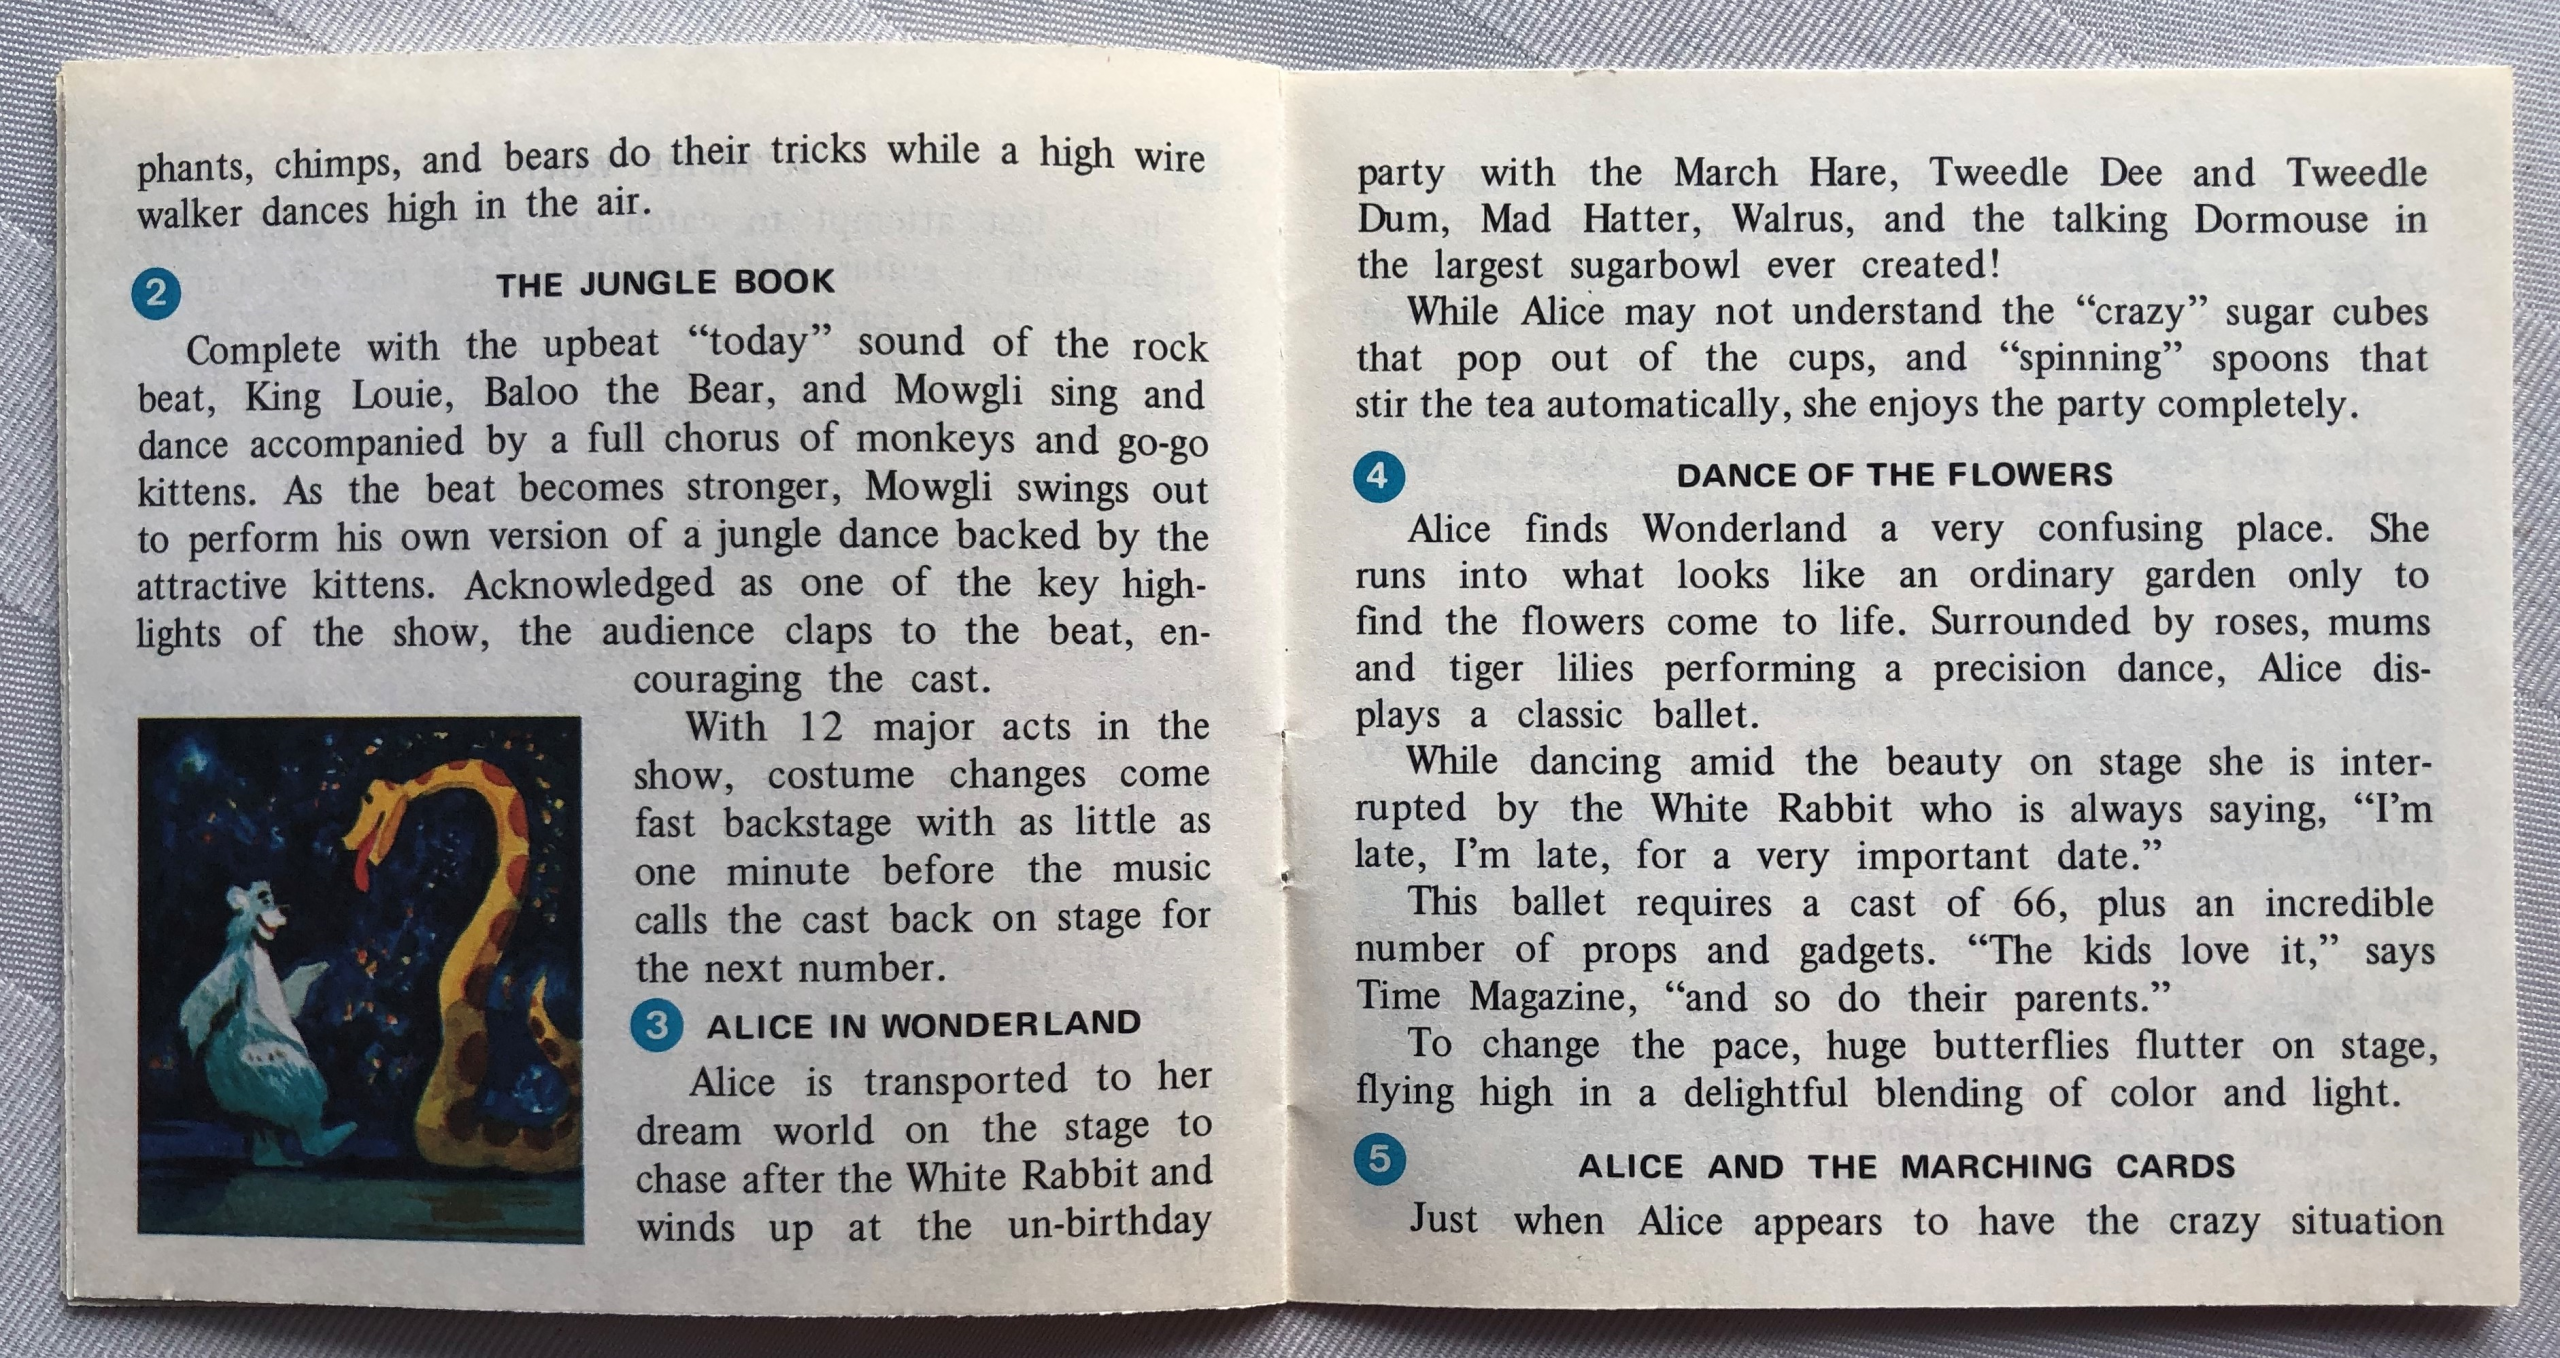 phants, chimps, and bears do their tricks while a high wire
walker dances high in the air.
2 THE JUNGLE BOOK
Complete with the upbeat “today” sound of the rock
beat, King Louie, Baloo the Bear, and Mowgli sing and
dance accompanied by a full chorus of monkeys and go-go
kittens. As the beat becomes stronger, Mowgli swings out
to perform his own version of a jungle dance backed by the
attractive kittens. Acknowledged as one of the key high-
lights of the show, the audience claps to the beat, en-
couraging the cast.
With 12 major acts in the
show, costume changes come
fast backstage with as little as
one minute before the music
calls the cast back on stage for
the next number.
3 ALICE IN WONDERLAND
Alice is transported to her
dream world on the stage to
chase after the White Rabbit and
winds up at the un-birthday
party with the March Hare, Tweedle Dee and Tweedle
Dum, Mad Hatter, Walrus, and the talking Dormouse in
the largest sugarbowl ever created!
While Alice may not understand the “crazy” sugar cubes
that pop out of the cups, and “spinning” spoons that
stir the tea automatically, she enjoys the party completely.
4 DANCE OF THE FLOWERS
Alice finds Wonderland a very confusing place. She
runs into what looks like an ordinary garden only to
find the flowers come to life. Surrounded by roses, mums
and tiger lilies performing a precision dance, Alice dis-
plays a classic ballet.
While dancing amid the beauty on stage she is inter-
rupted by the White Rabbit who is always saying, “I’m
late, I’m late, for a very important date.”
This ballet requires a cast of 66, plus an incredible
number of props and gadgets. “The kids love it,” says
Time Magazine, “and so do their parents.”
To change the pace, huge butterflies flutter on stage,
flying high in a delightful blending of color and light.
5 ALICE AND THE MARCHING CARDS
Just when Alice appears to have the crazy situation